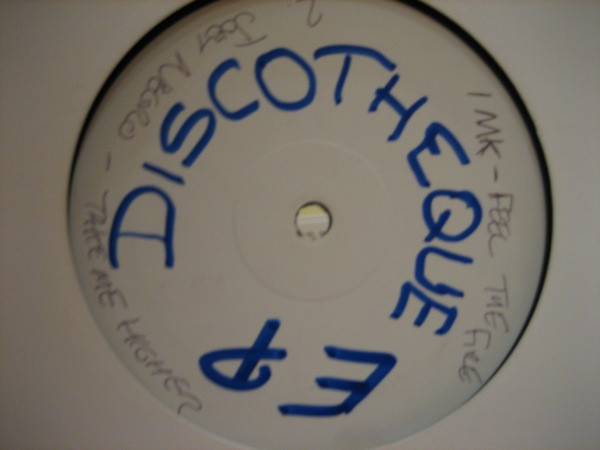 DISCOTHEQUE
EP
1 MK - FEEL THE FIRE
2. JOEY NEGRO - TAKE ME HIGHER